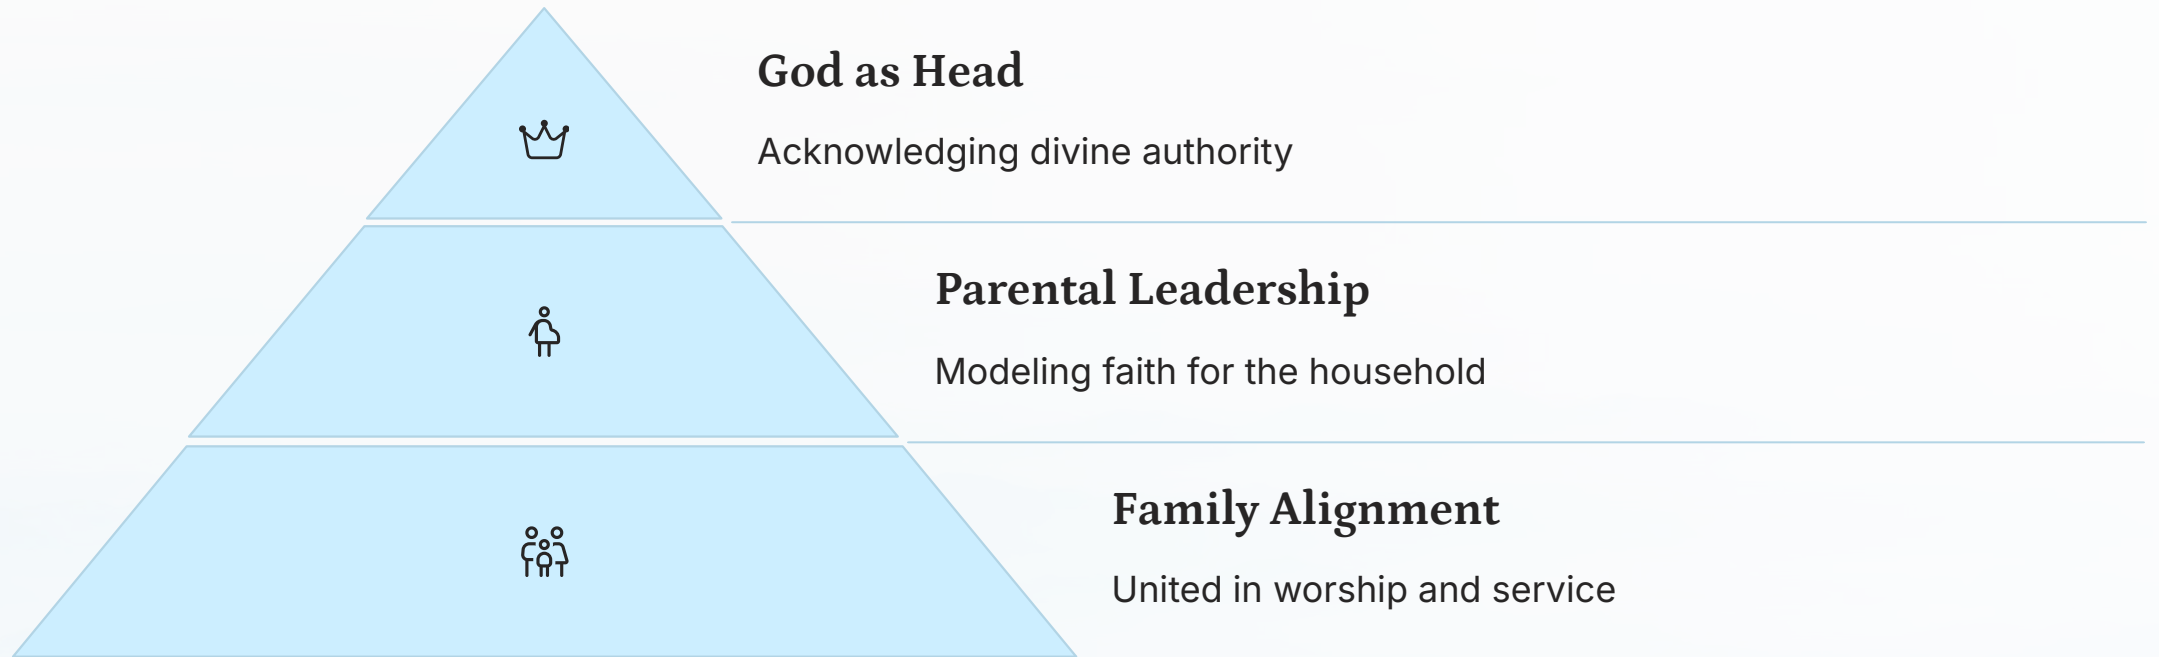 God as Head
Acknowledging divine authority
Parental Leadership
Modeling faith for the household
Family Alignment
United in worship and service